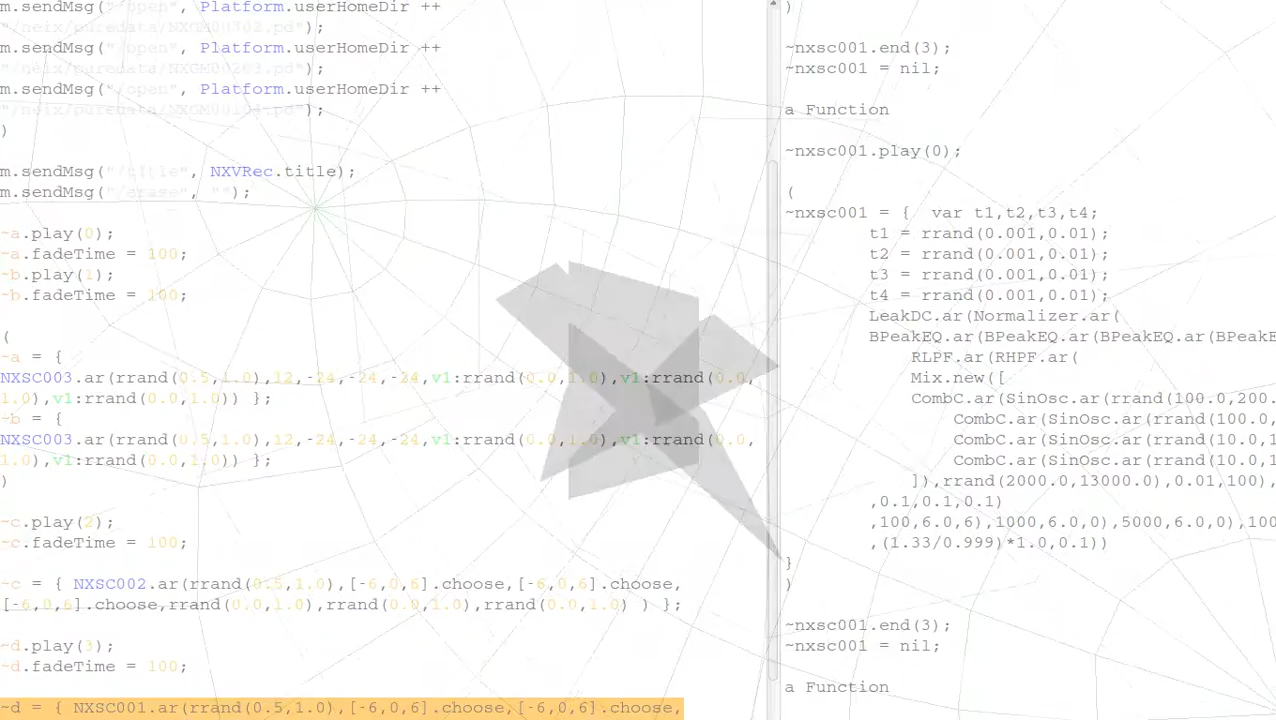 m.sendMsg("/open", Platform.userHomeDir ++
"/neix/puredata/NXGM00302.pd");
m.sendMsg("/open", Platform.userHomeDir ++
"/neix/puredata/NXGM00203.pd");
m.sendMsg("/open", Platform.userHomeDir ++
"/neix/puredata/NXGM00104.pd");
)
m.sendMsg("/title", NXVRec.title);
m.sendMsg("/erase", "");
~a.play(0);
~a.fadeTime = 100;
~b.play(1);
~b.fadeTime = 100;
(
~a = {
NXSC003.ar(rrand(0.5,1.0),12,-24,-24,-24,v1:rrand(0.0,1.0),v1:rrand(0.0,
1.0),v1:rrand(0.0,1.0)) };
~b = {
NXSC003.ar(rrand(0.5,1.0),12,-24,-24,-24,v1:rrand(0.0,1.0),v1:rrand(0.0,
1.0),v1:rrand(0.0,1.0)) };
)
~c.play(2);
~c.fadeTime = 100;
~c = { NXSC002.ar(rrand(0.5,1.0),[-6,0,6].choose,[-6,0,6].choose,
[-6,0,6].choose,rrand(0.0,1.0),rrand(0.0,1.0),rrand(0.0,1.0) ) };
~d.play(3);
~d.fadeTime = 100;
~d = { NXSC001.ar(rrand(0.5,1.0),[-6,0,6].choose,[-6,0,6].choose,
)
~nxsc001.end(3);
~nxsc001 = nil;
a Function
~nxsc001.play(0);
(
~nxsc001 = {  var t1,t2,t3,t4;
t1 = rrand(0.001,0.01);
t2 = rrand(0.001,0.01);
t3 = rrand(0.001,0.01);
t4 = rrand(0.001,0.01);
LeakDC.ar(Normalizer.ar(
BPeakEQ.ar(BPeakEQ.ar(BPeakEQ.ar(BPeakE
RLPF.ar(RHPF.ar(
Mix.new([
CombC.ar(SinOsc.ar(rrand(100.0,200.
CombC.ar(SinOsc.ar(rrand(100.0,
CombC.ar(SinOsc.ar(rrand(10.0,1
CombC.ar(SinOsc.ar(rrand(10.0,1
]),rrand(2000.0,13000.0),0.01,100),
,0.1,0.1,0.1)
,100,6.0,6),1000,6.0,0),5000,6.0,0),100
,(1.33/0.999)*1.0,0.1))
}
)
~nxsc001.end(3);
~nxsc001 = nil;
a Function